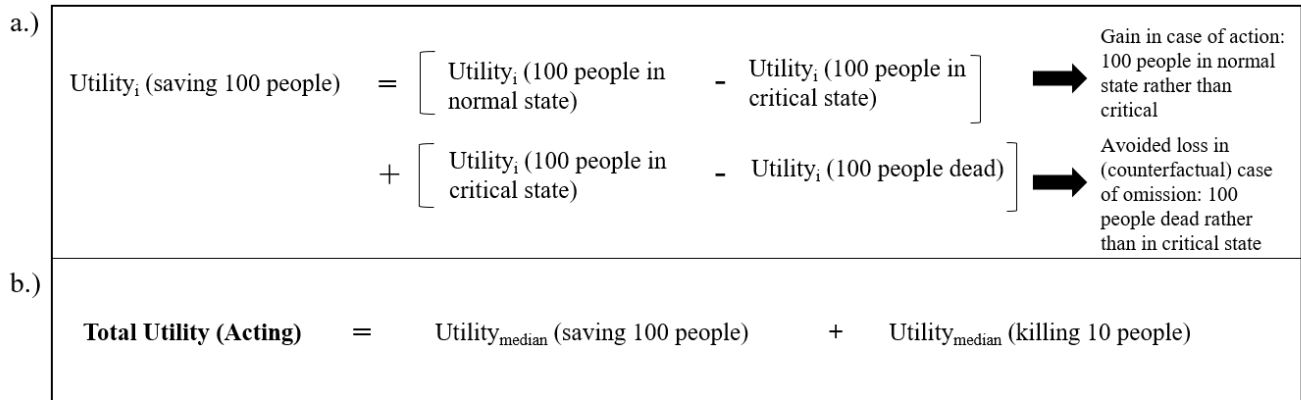 a.)
Utilityᵢ (saving 100 people) = [ Utilityᵢ (100 people in normal state) - Utilityᵢ (100 people in critical state) ]
Gain in case of action:
100 people in normal
state rather than
critical
+ [ Utilityᵢ (100 people in critical state) - Utilityᵢ (100 people dead) ]
Avoided loss in
(counterfactual) case
of omission: 100
people dead rather
than in critical state
b.)
Total Utility (Acting) = Utility_median (saving 100 people) + Utility_median (killing 10 people)